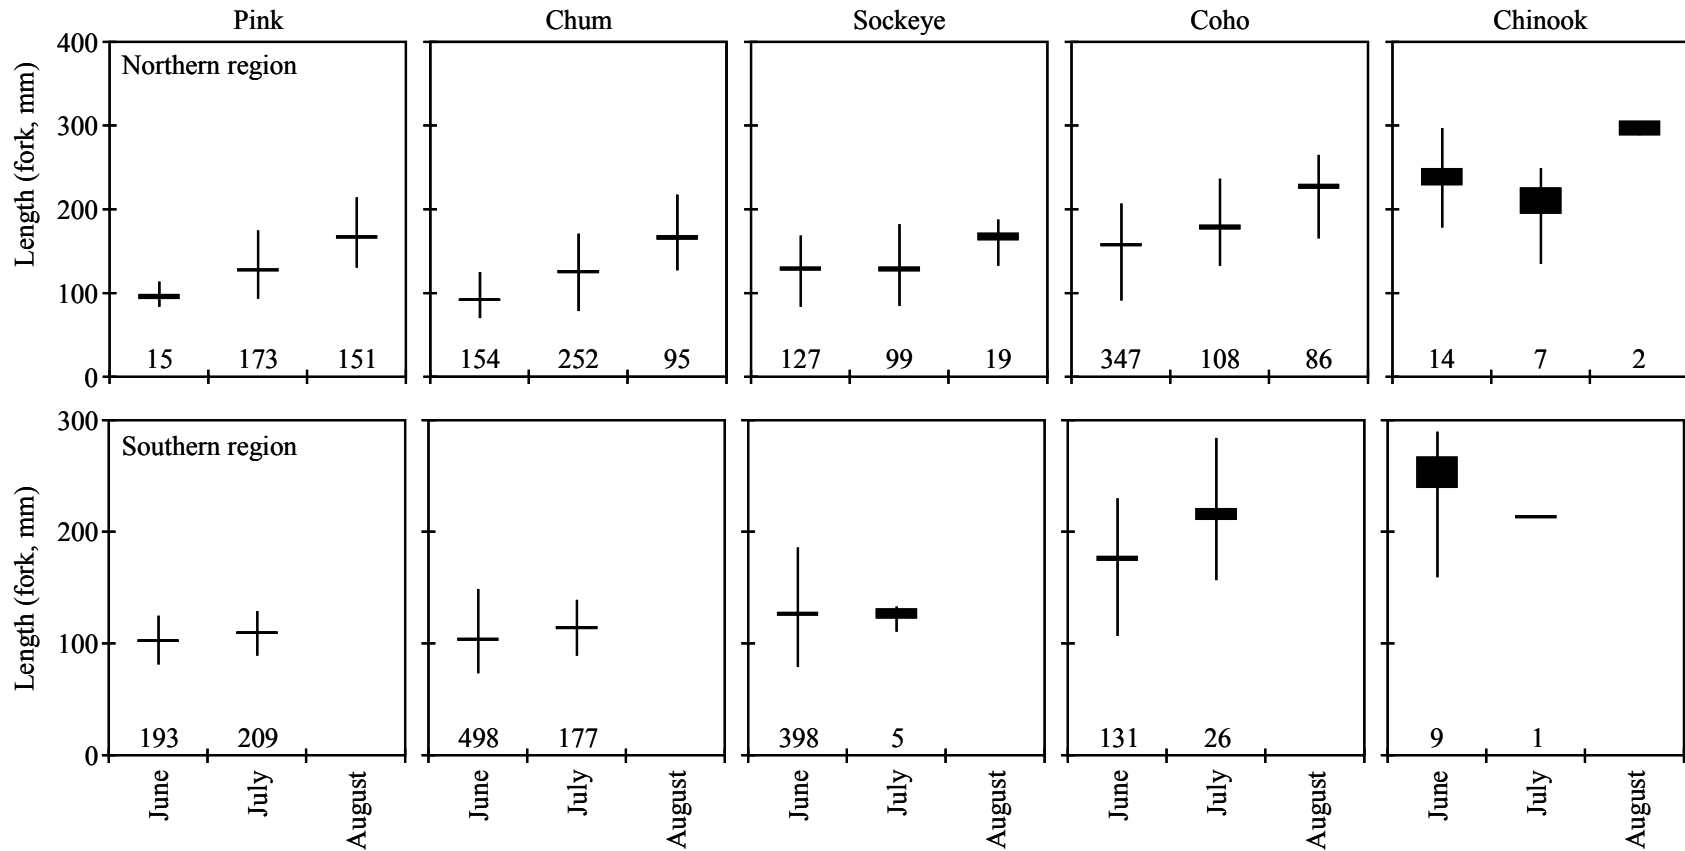 Pink Chum Sockeye Coho Chinook
400
Northern region
300
200
100
0
Length (fork, mm)
15 173 151 154 252 95 127 99 19 347 108 86 14 7 2
300
Southern region
200
100
0
Length (fork, mm)
193 209 498 177 398 5 131 26 9 1
June July August June July August June July August June July August June July August